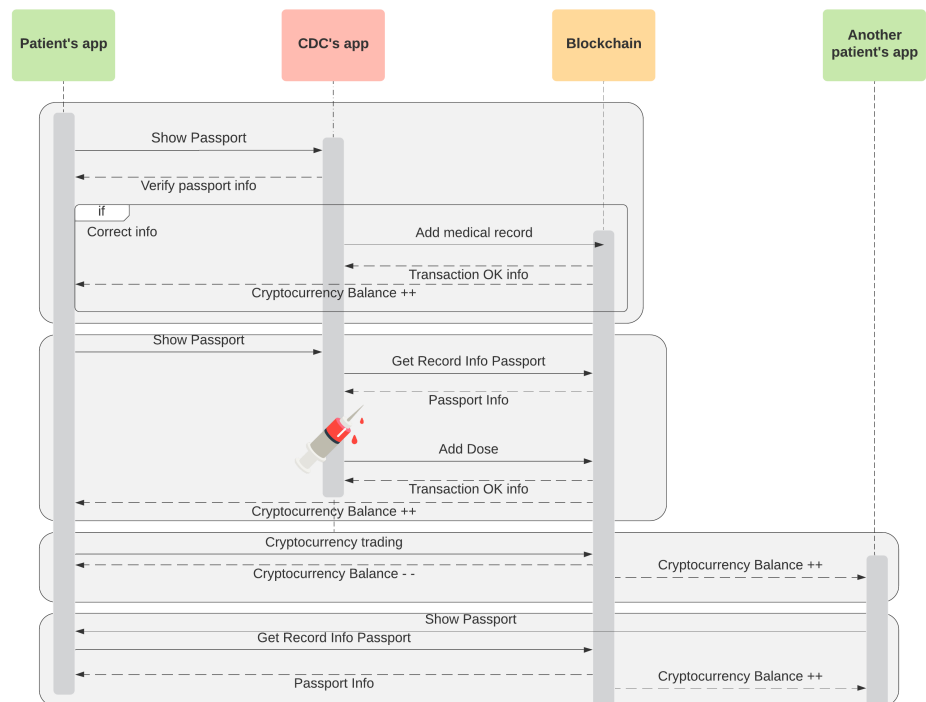 Patient's app
CDC's app
Blockchain
Another
patient's app
Show Passport
Verify passport info
if
Correct info
Add medical record
Transaction OK info
Cryptocurrency Balance ++
Show Passport
Get Record Info Passport
Passport Info
Add Dose
Transaction OK info
Cryptocurrency Balance ++
Cryptocurrency trading
Cryptocurrency Balance ++
Cryptocurrency Balance - -
Show Passport
Get Record Info Passport
Cryptocurrency Balance ++
Passport Info